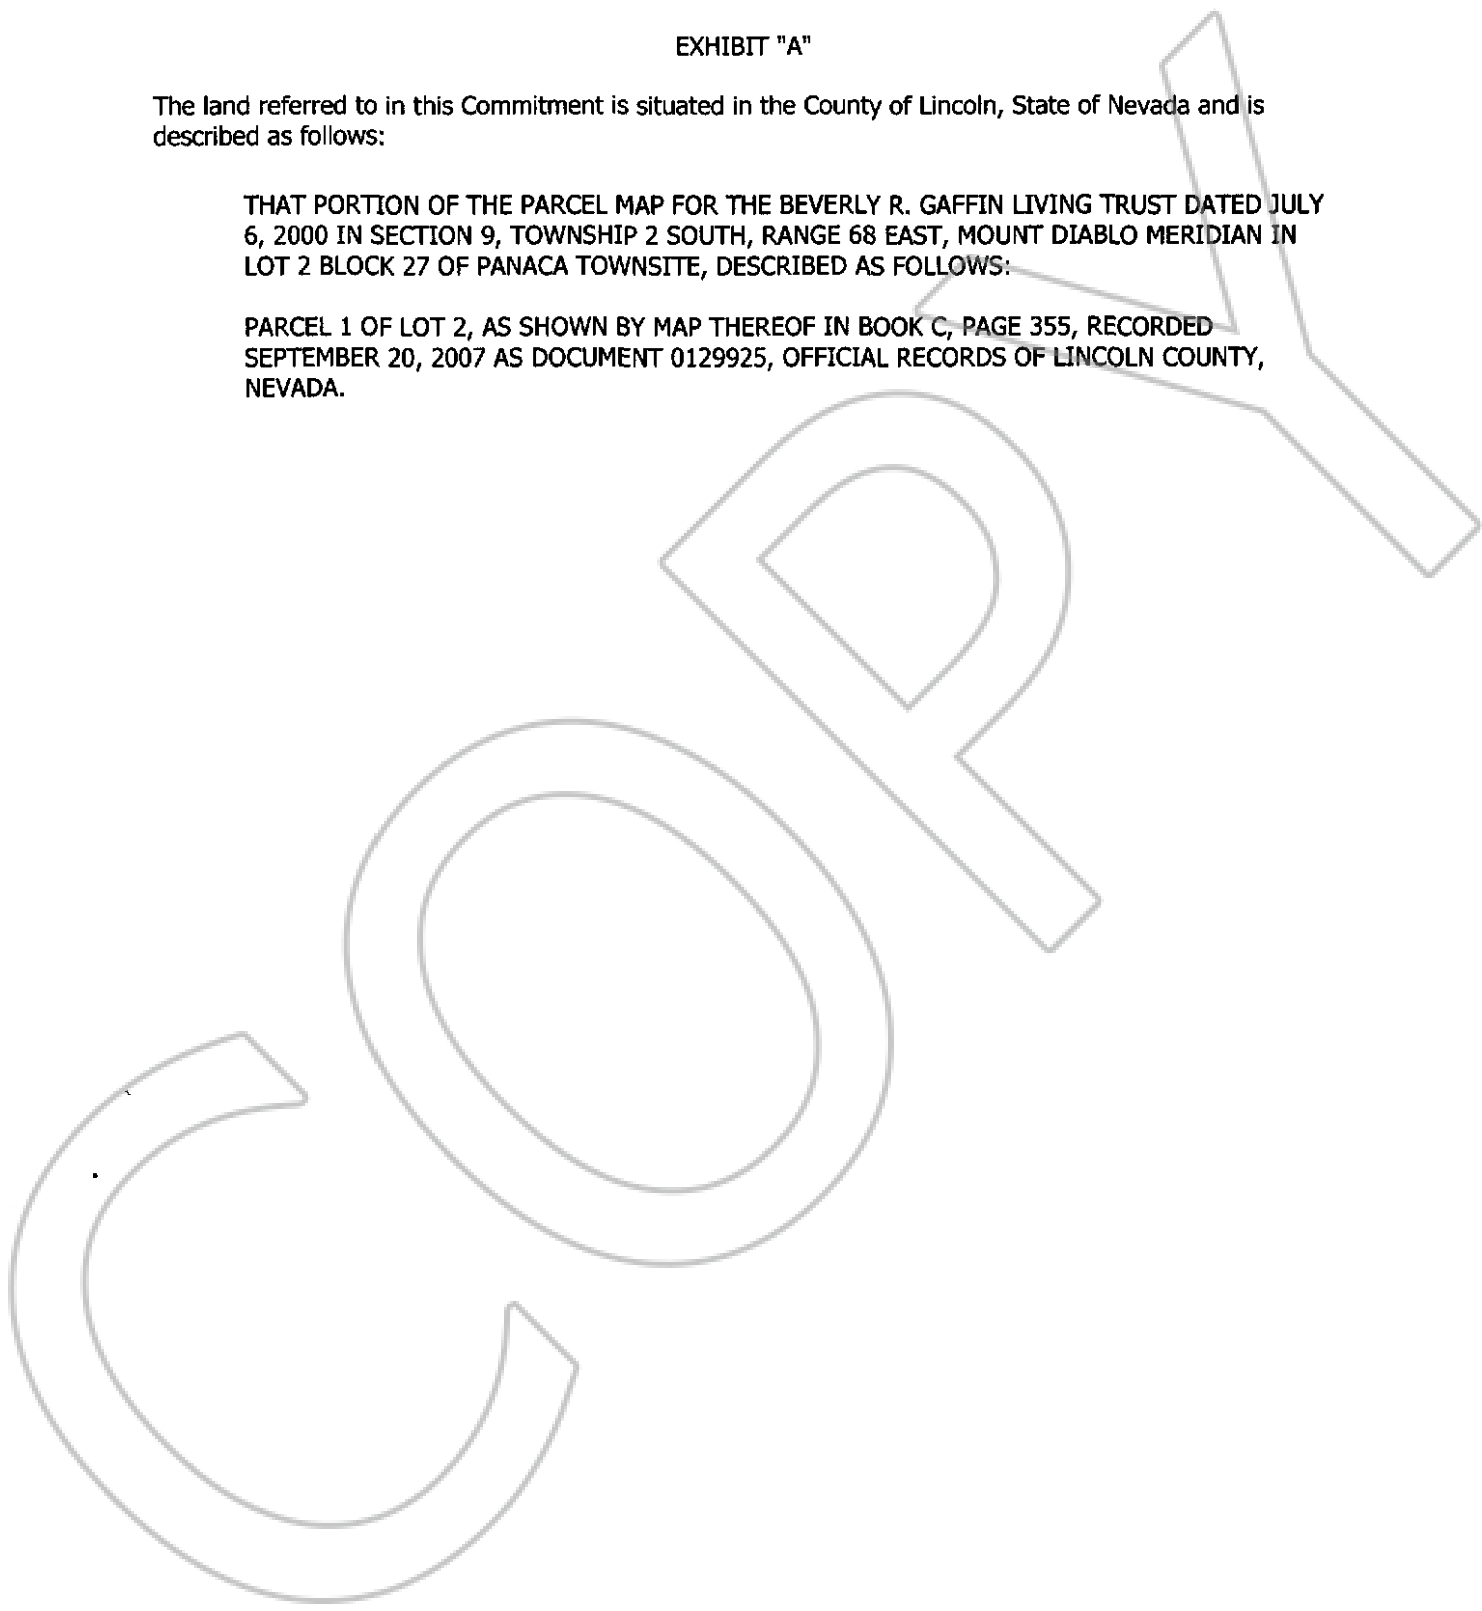 EXHIBIT "A"
The land referred to in this Commitment is situated in the County of Lincoln, State of Nevada and is
described as follows:
THAT PORTION OF THE PARCEL MAP FOR THE BEVERLY R. GAFFIN LIVING TRUST DATED JULY
6, 2000 IN SECTION 9, TOWNSHIP 2 SOUTH, RANGE 68 EAST, MOUNT DIABLO MERIDIAN IN
LOT 2 BLOCK 27 OF PANACA TOWNSITE, DESCRIBED AS FOLLOWS:
PARCEL 1 OF LOT 2, AS SHOWN BY MAP THEREOF IN BOOK C, PAGE 355, RECORDED
SEPTEMBER 20, 2007 AS DOCUMENT 0129925, OFFICIAL RECORDS OF LINCOLN COUNTY,
NEVADA.
COPY